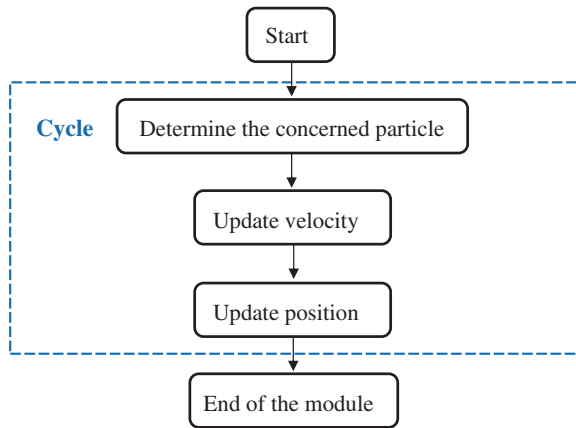 Start
Cycle
Determine the concerned particle
Update velocity
Update position
End of the module